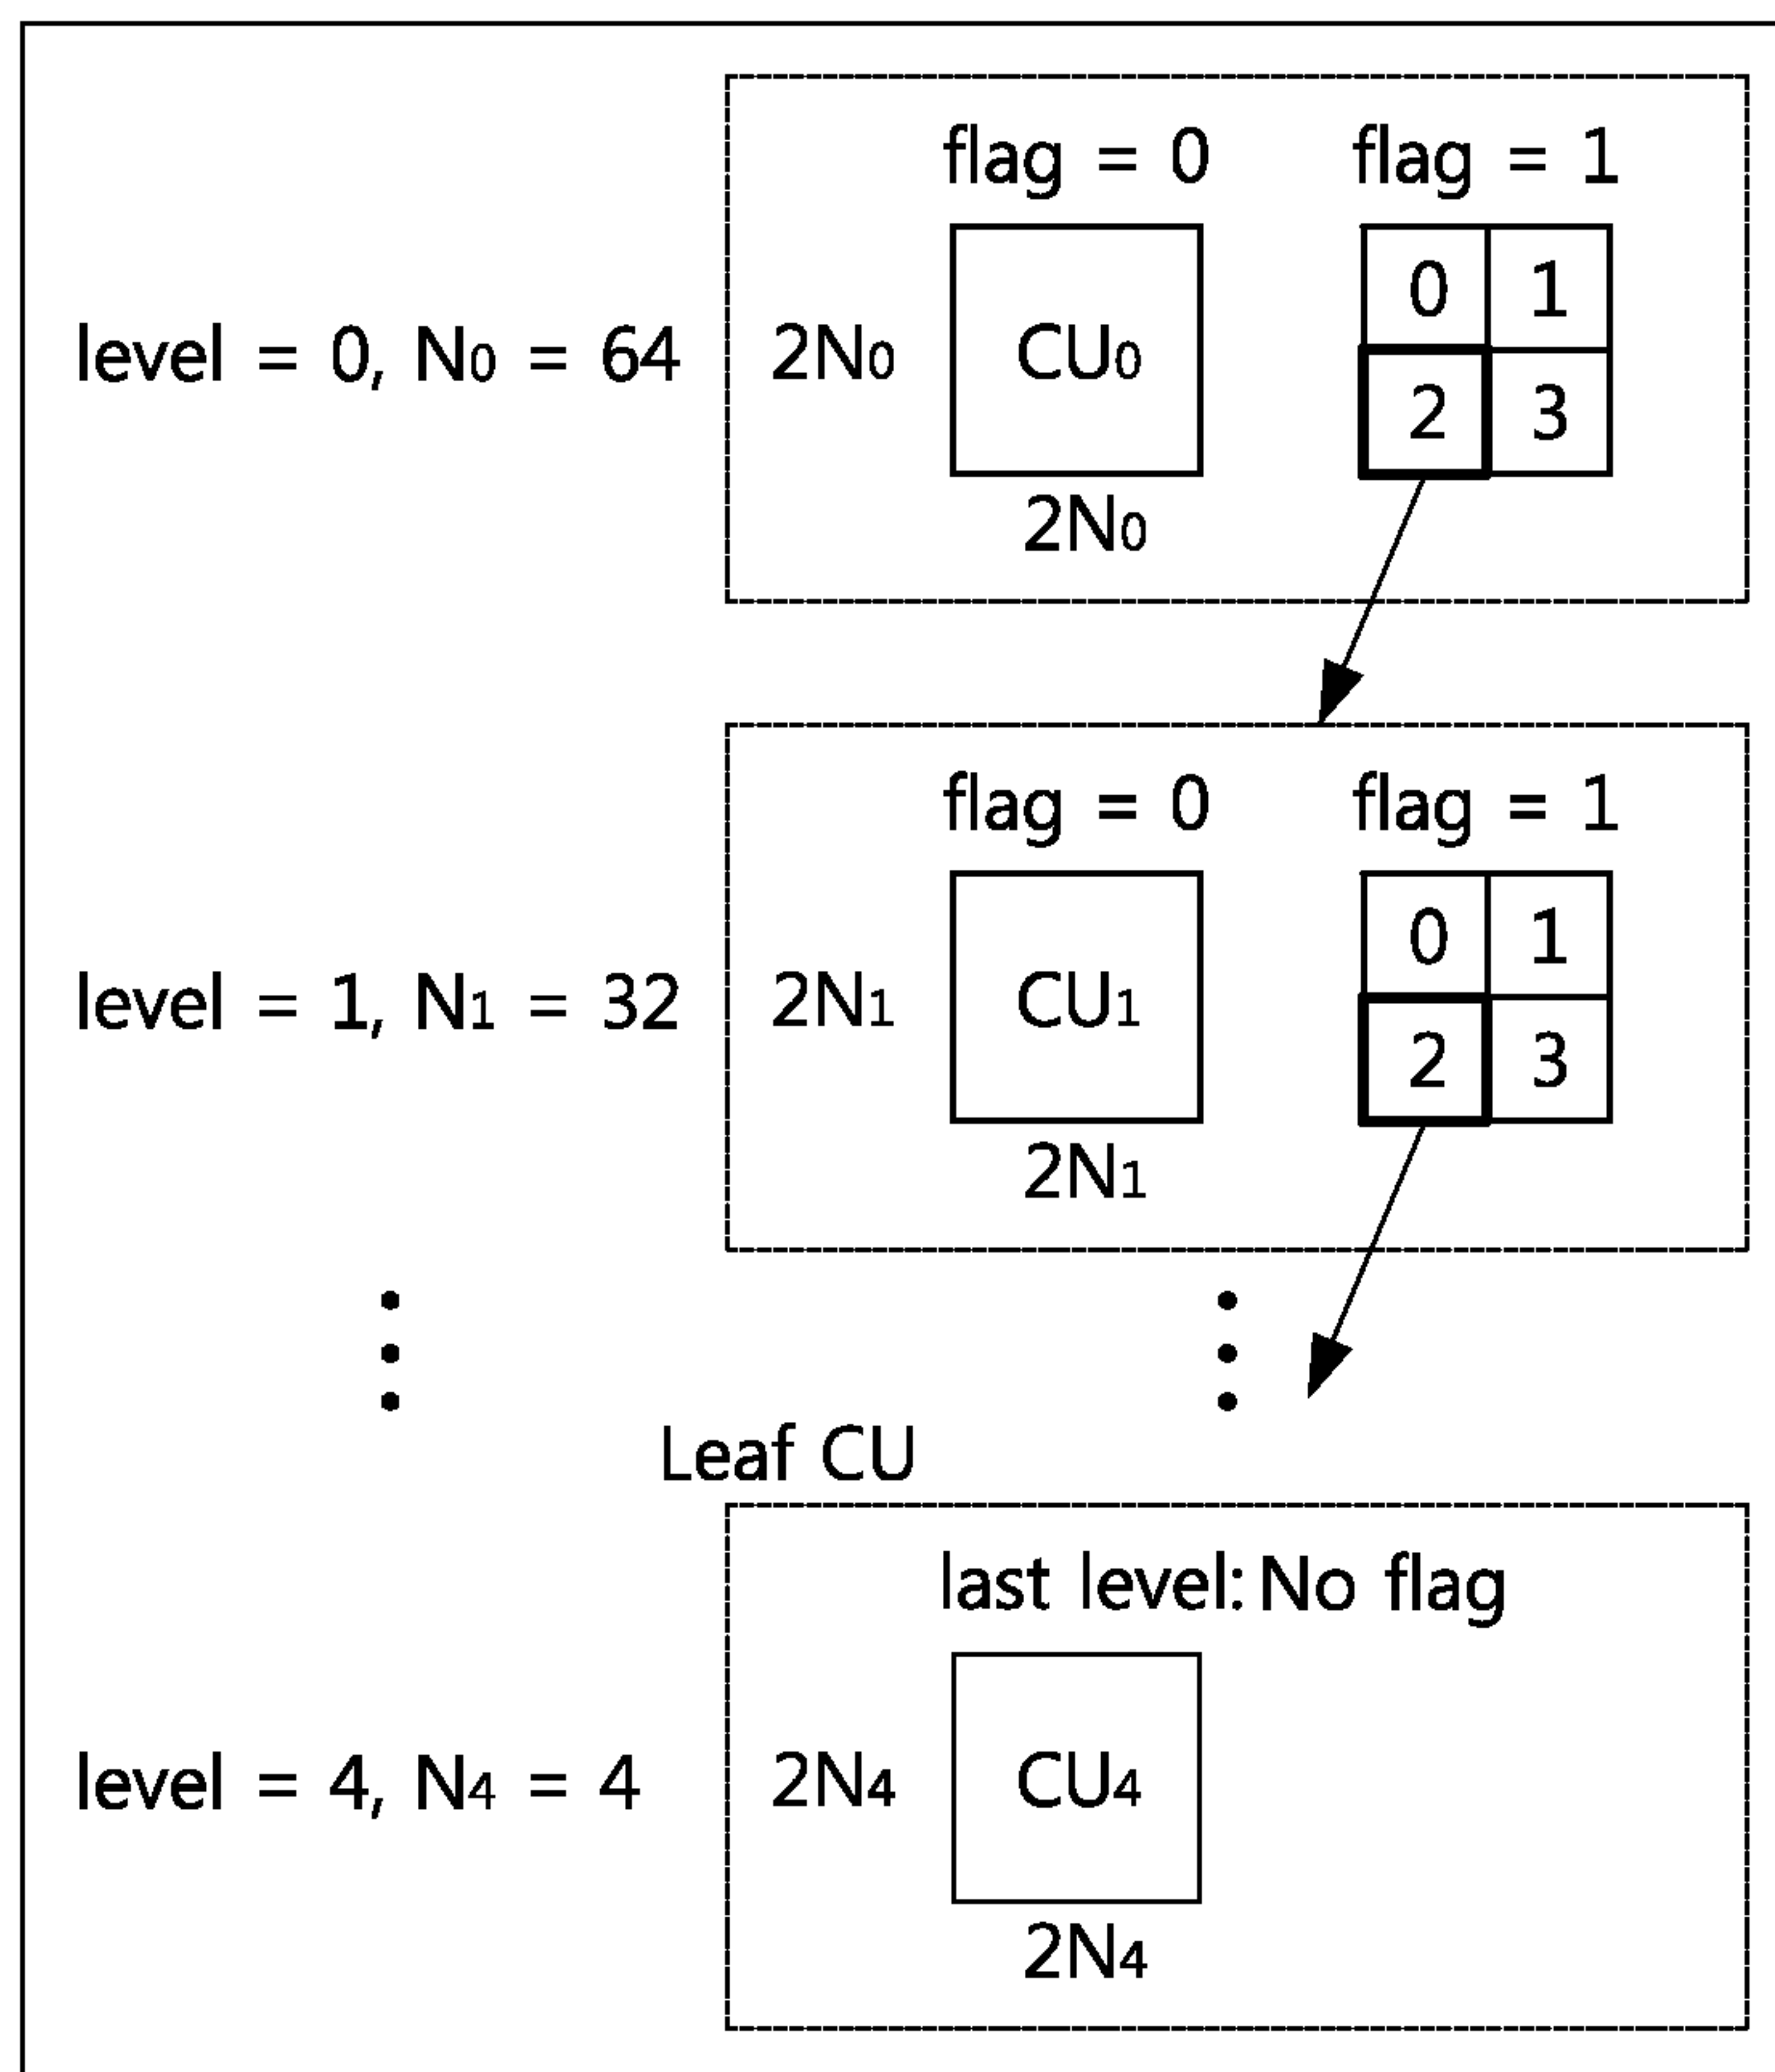 flag = 0 flag = 1
0 1
level = 0, N0 = 64 2N0 CU0
2 3
2N0
flag = 0 flag = 1
0 1
level = 1, N1 = 32 2N1 CU1
2 3
2N1
Leaf CU
last level: No flag
level = 4, N4 = 4 2N4 CU4
2N4